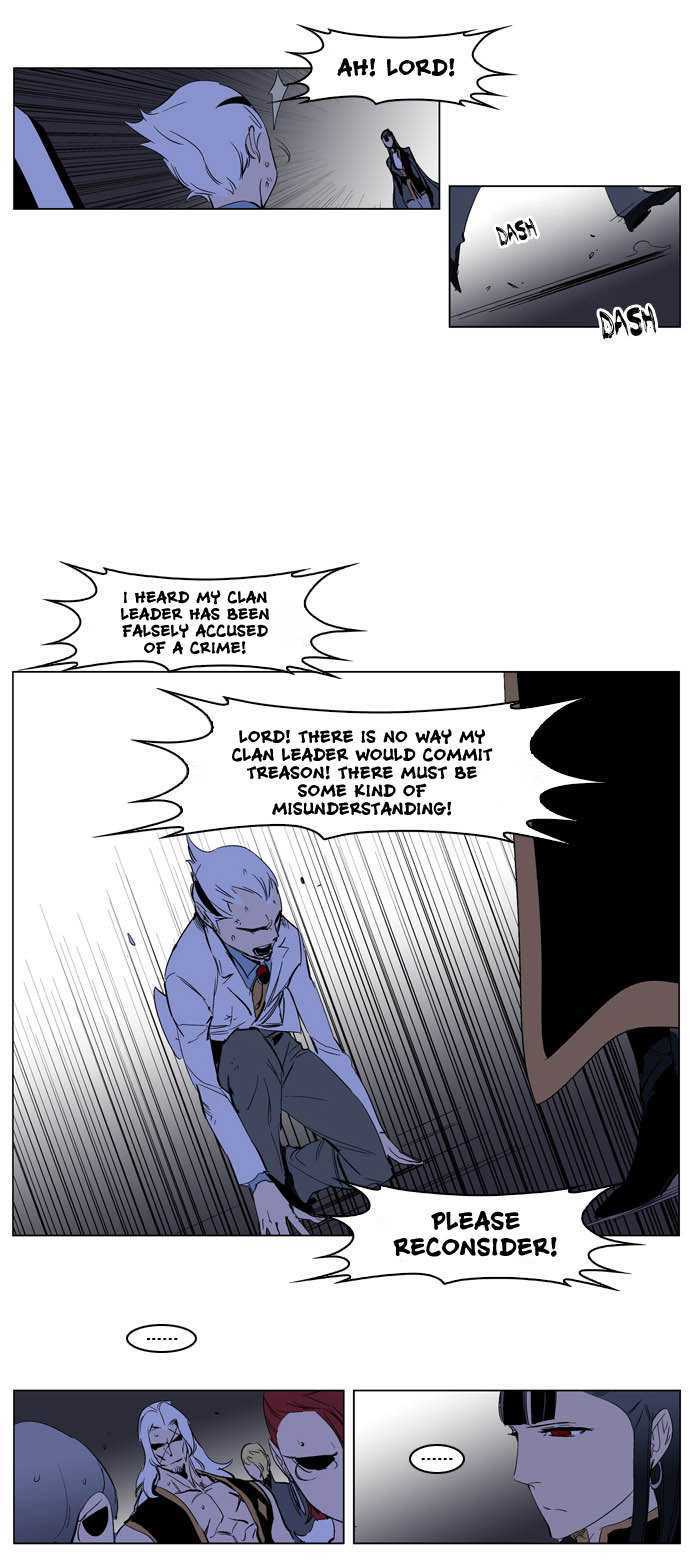 AH! LORD!
DASH
DASH
I HEARD MY CLAN
LEADER HAS BEEN
FALSELY ACCUSED
OF A CRIME!
LORD! THERE IS NO WAY MY
CLAN LEADER WOULD COMMIT
TREASON! THERE MUST BE
SOME KIND OF
MISUNDERSTANDING!
PLEASE
RECONSIDER!
------
------